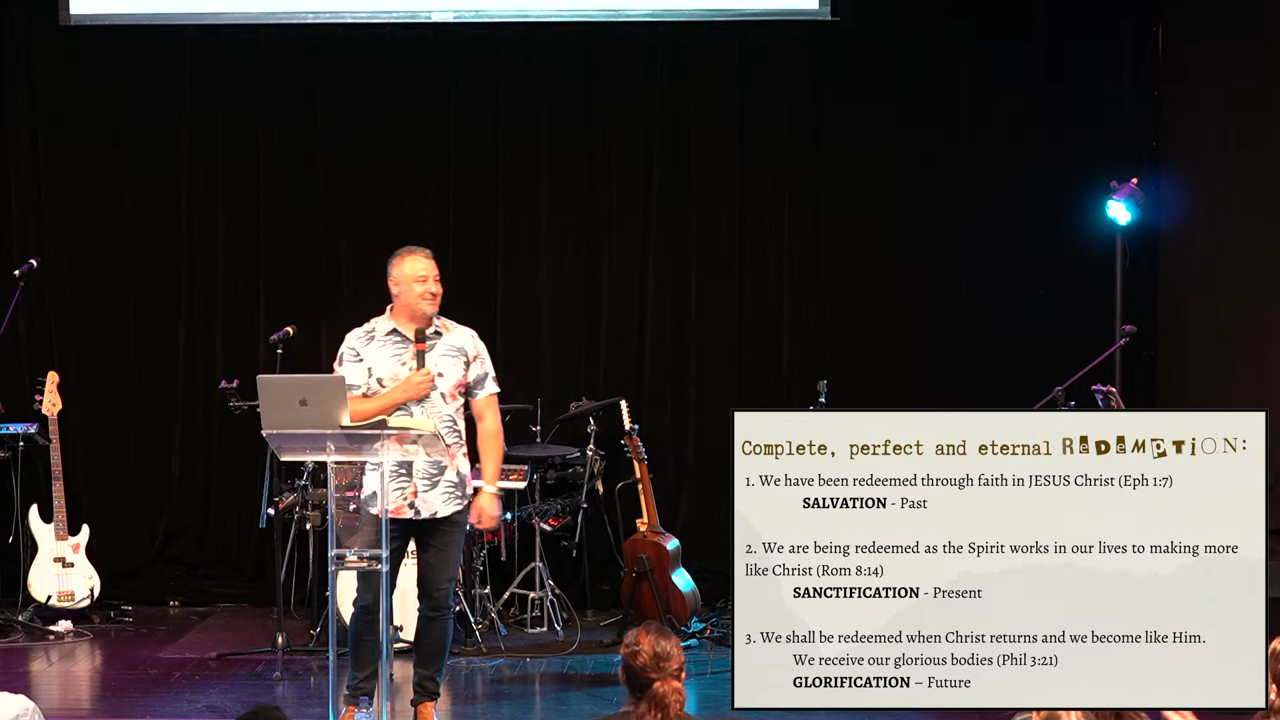 Complete, perfect and eternal ReDeMpTiON:
1. We have been redeemed through faith in JESUS Christ (Eph 1:7)
SALVATION - Past
2. We are being redeemed as the Spirit works in our lives to making more
like Christ (Rom 8:14)
SANCTIFICATION - Present
3. We shall be redeemed when Christ returns and we become like Him.
We receive our glorious bodies (Phil 3:21)
GLORIFICATION – Future